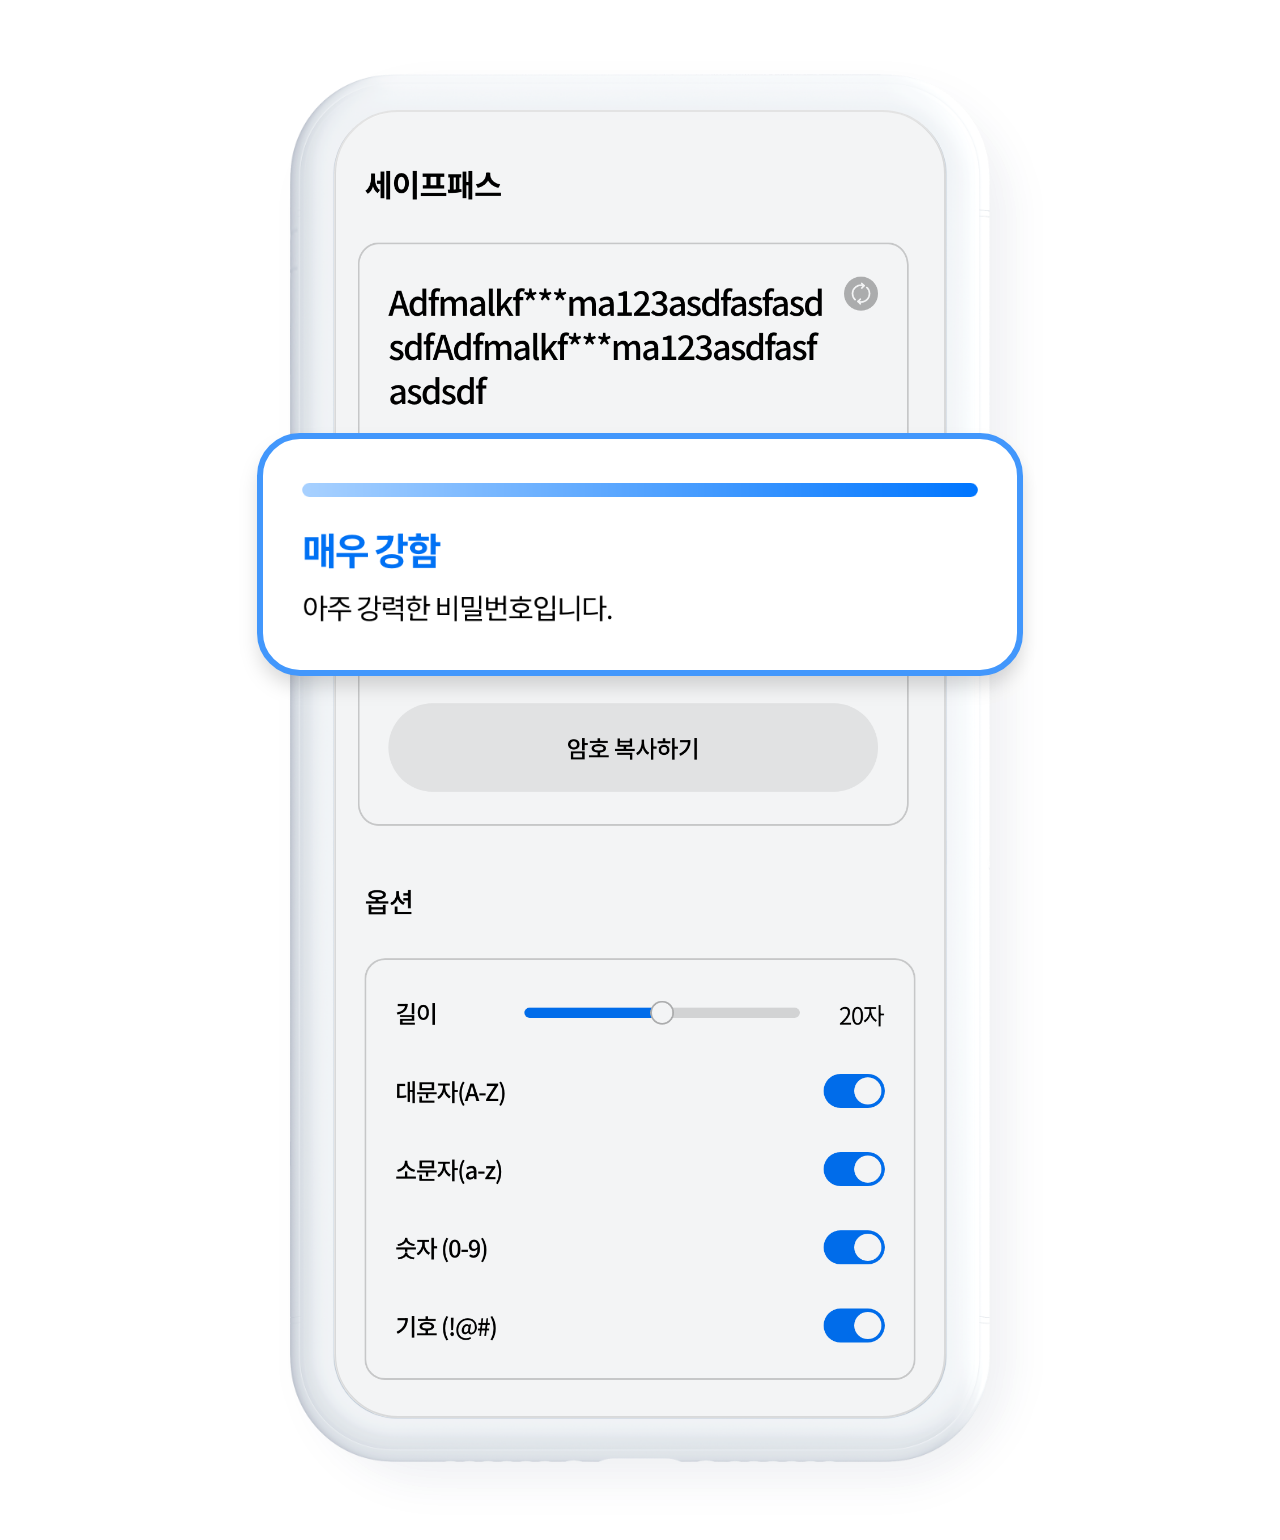 세이프패스
Adfmalkf***ma123asdfasfasd
sdfAdfmalkf***ma123asdfasf
asdsdf
매우 강함
아주 강력한 비밀번호입니다.
암호 복사하기
옵션
길이 20자
대문자(A-Z)
소문자(a-z)
숫자 (0-9)
기호 (!@#)